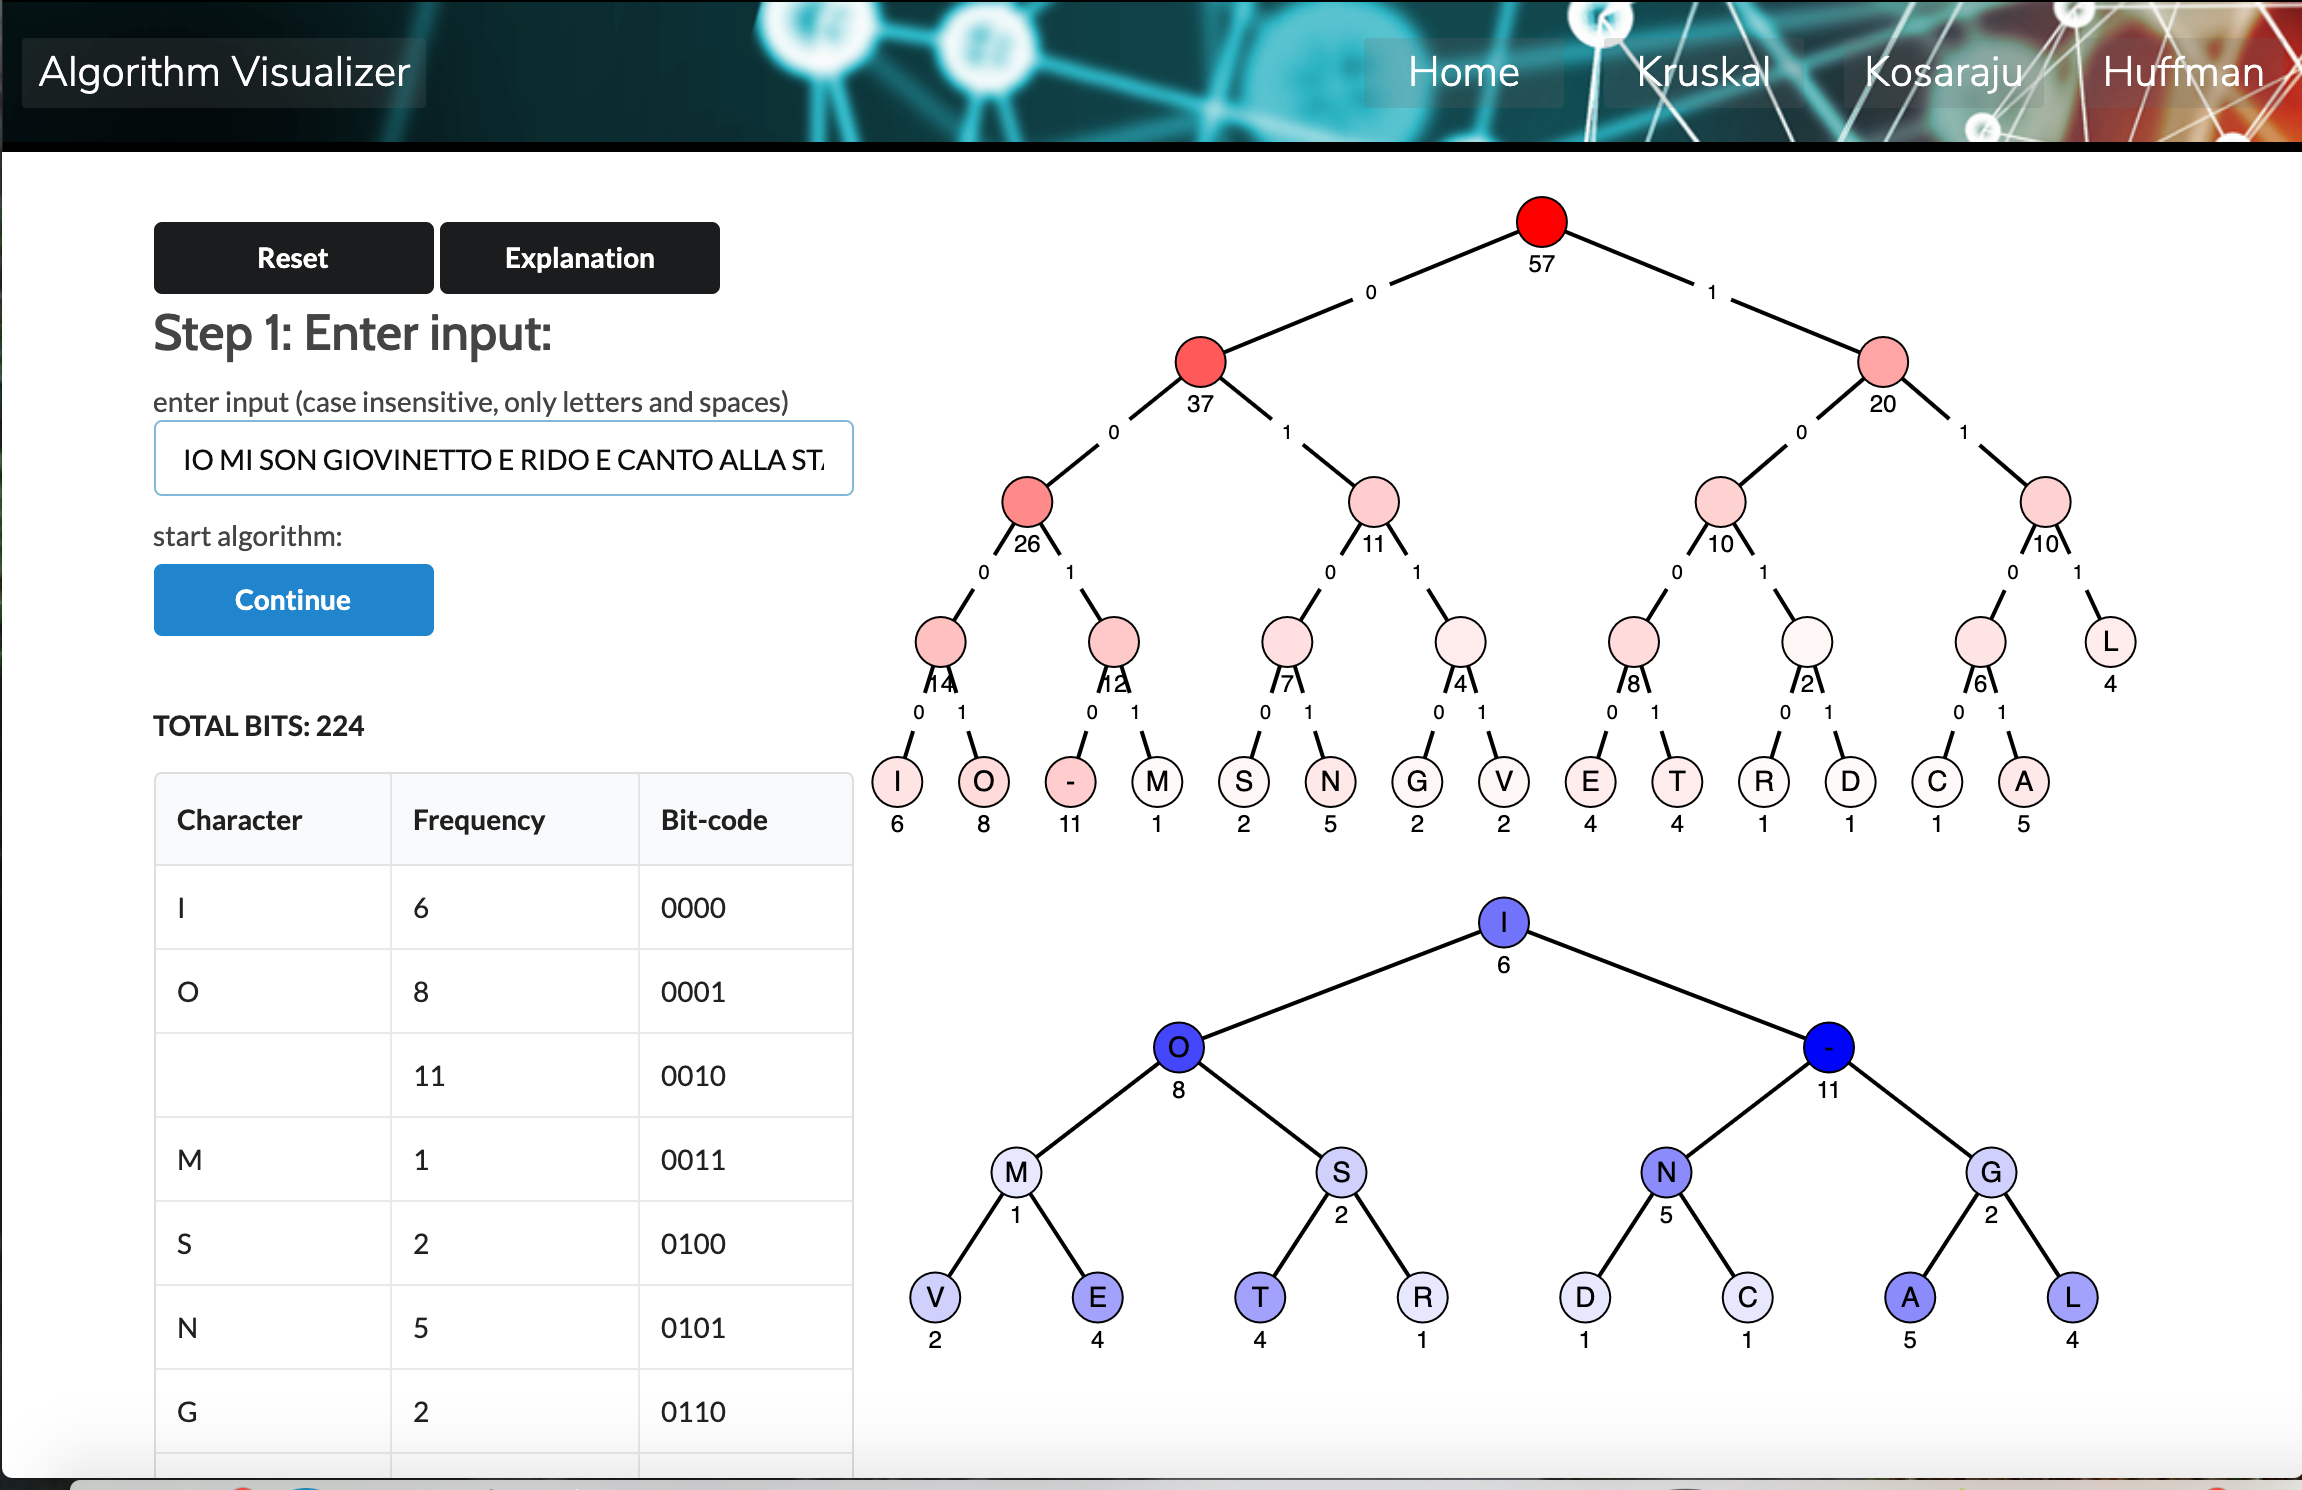 Algorithm Visualizer Home Kruskal Kosaraju Huffman
Reset Explanation
Step 1: Enter input:
enter input (case insensitive, only letters and spaces)
IO MI SON GIOVINETTO E RIDO E CANTO ALLA
start algorithm:
Continue
TOTAL BITS: 224
Character Frequency Bit-code
I 6 0000
O 8 0001
11 0010
M 1 0011
S 2 0100
N 5 0101
G 2 0110
57
0 1
37 20
0 1 0 1
26 11 10 10
0 1 0 1 0 1 0 1
L
14 12 7 4 8 2 6 4
0 1 0 1 0 1 0 1 0 1 0 1 0 1
I O - M S N G V E T R D C A
6 8 11 1 2 5 2 2 4 4 1 1 1 5
I
6
O -
8 11
M S N G
1 2 5 2
V E T R D C A L
2 4 4 1 1 1 5 4